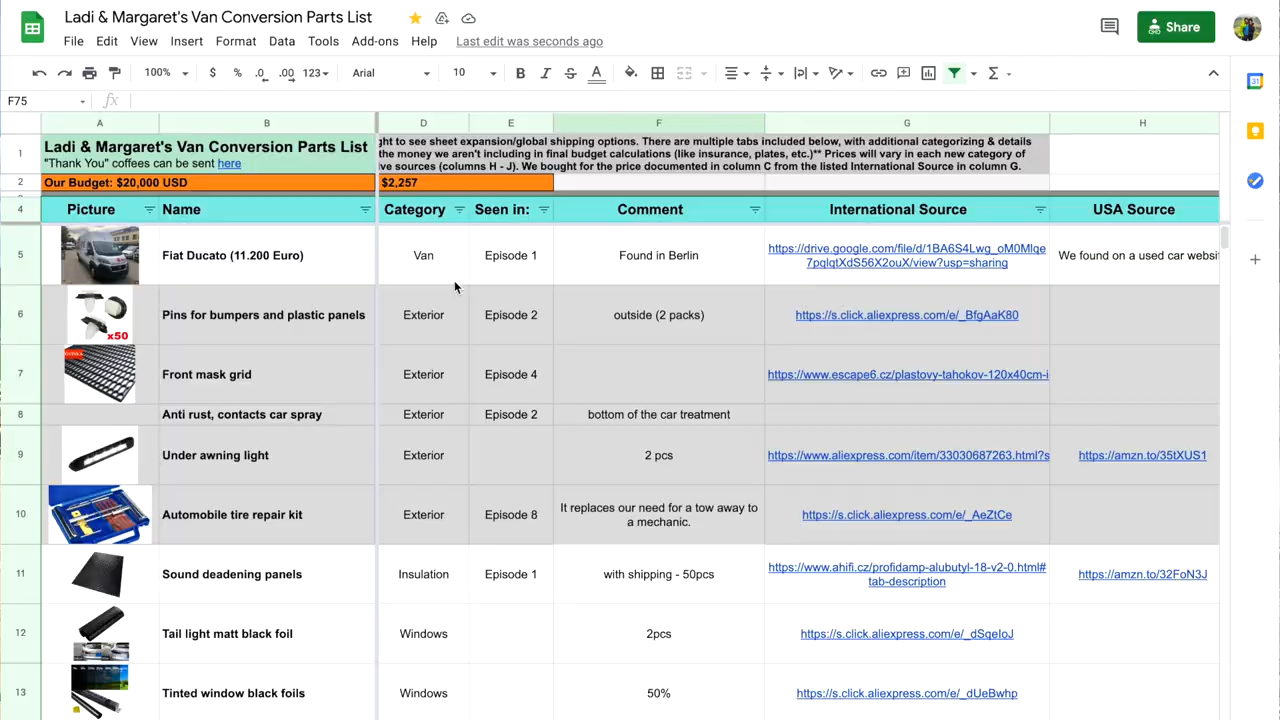 Ladi & Margaret's Van Conversion Parts List
File Edit View Insert Format Data Tools Add-ons Help Last edit was seconds ago
Share
100% $ % .0 .00 123 Arial 10 B I S A
F75 fx
A B D E F G H
1 Ladi & Margaret's Van Conversion Parts List
"Thank You" coffees can be sent here
ght to see sheet expansion/global shipping options. There are multiple tabs included below, with additional categorizing & details
the money we aren't including in final budget calculations (like insurance, plates, etc.)** Prices will vary in each new category of
ve sources (columns H - J). We bought for the price documented in column C from the listed International Source in column G.
2 Our Budget: $20,000 USD $2,257
4 Picture Name Category Seen in: Comment International Source USA Source
5 Fiat Ducato (11.200 Euro) Van Episode 1 Found in Berlin https://drive.google.com/file/d/1BA6S4Lwg_oM0Mlqe
7pqlqtXdS56X2ouX/view?usp=sharing We found on a used car websi
6 x50 Pins for bumpers and plastic panels Exterior Episode 2 outside (2 packs) https://s.click.aliexpress.com/e/_BfgAaK80
7 Front mask grid Exterior Episode 4 https://www.escape6.cz/plastovy-tahokov-120x40cm-i
8 Anti rust, contacts car spray Exterior Episode 2 bottom of the car treatment
9 Under awning light Exterior 2 pcs https://www.aliexpress.com/item/33030687263.html?s https://amzn.to/35tXUS1
10 Automobile tire repair kit Exterior Episode 8 It replaces our need for a tow away to
a mechanic. https://s.click.aliexpress.com/e/_AeZtCe
11 Sound deadening panels Insulation Episode 1 with shipping - 50pcs https://www.ahifi.cz/profidamp-alubutyl-18-v2-0.html#
tab-description https://amzn.to/32FoN3J
12 Tail light matt black foil Windows 2pcs https://s.click.aliexpress.com/e/_dSqeIoJ
13 Tinted window black foils Windows 50% https://s.click.aliexpress.com/e/_dUeBwhp